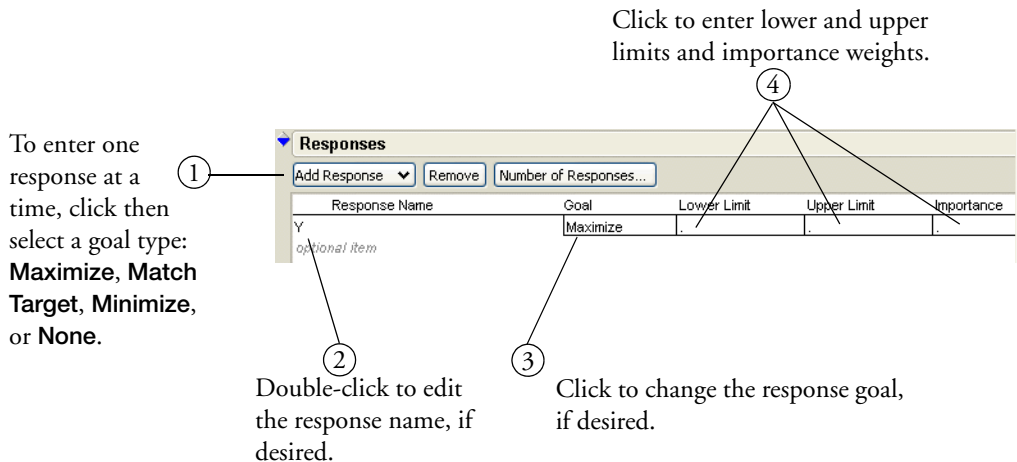 Click to enter lower and upper
limits and importance weights.
4
To enter one
response at a
time, click then
select a goal type:
Maximize, Match
Target, Minimize,
or None.
1
Responses
Add Response Remove Number of Responses...
Response Name Goal Lower Limit Upper Limit Importance
Y Maximize . . .
optional item
2
Double-click to edit
the response name, if
desired.
3
Click to change the response goal,
if desired.